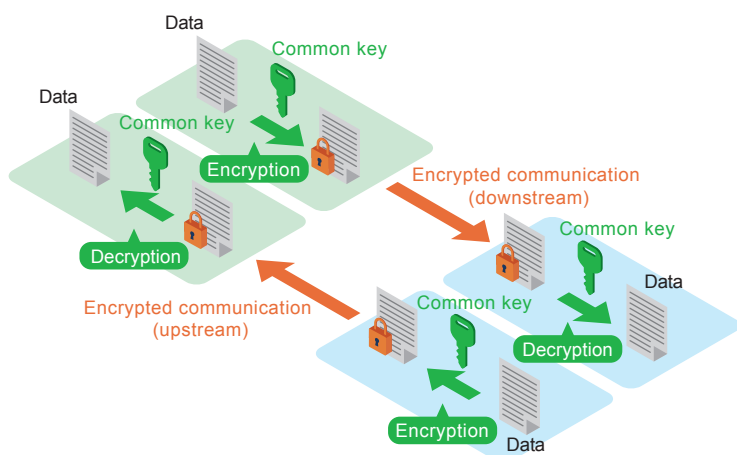 Data
Common key
Data
Common key
Encryption
Encrypted communication
(downstream)
Decryption
Common key
Data
Encrypted communication
(upstream)
Common key
Decryption
Encryption
Data